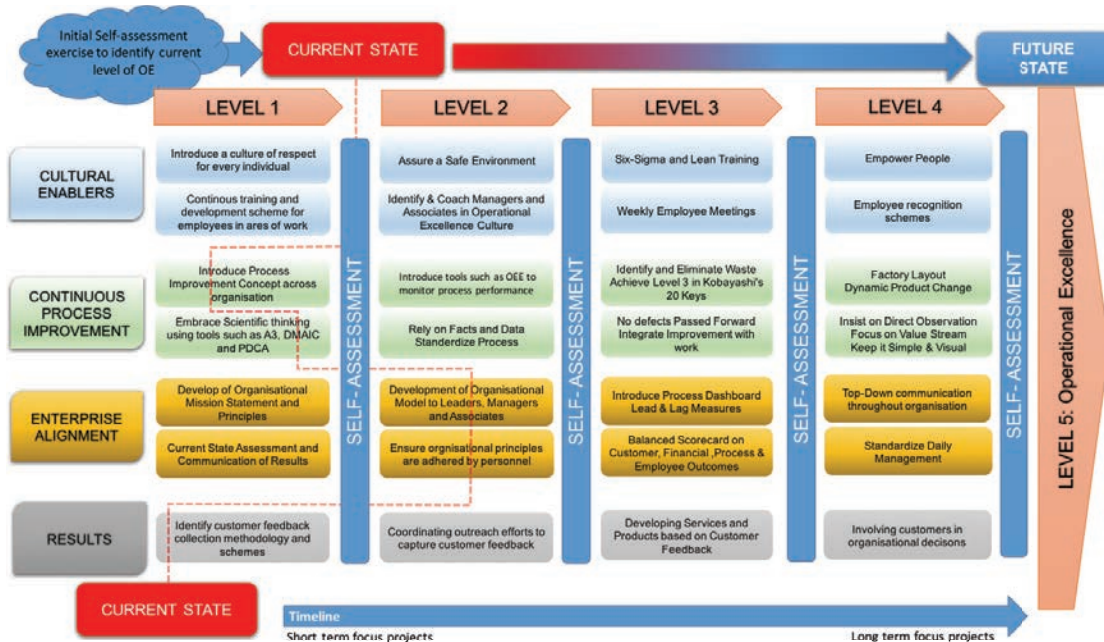 Initial Self-assessment
exercise to identify current
level of OE
CURRENT STATE
FUTURE
STATE
LEVEL 1
LEVEL 2
LEVEL 3
LEVEL 4
CULTURAL
ENABLERS
Introduce a culture of respect
for every individual
Assure a Safe Environment
Six-Sigma and Lean Training
Empower People
Continous training and
development scheme for
employees in ares of work
Identify & Coach Managers and
Associates in Operational
Excellence Culture
Weekly Employee Meetings
Employee recognition
schemes
CONTINUOUS
PROCESS
IMPROVEMENT
Introduce Process
Improvement Concept across
organisation
Introduce tools such as OEE to
monitor process performance
Identify and Eliminate Waste
Achieve Level 3 in Kobayashi's
20 Keys
Factory Layout
Dynamic Product Change
Embrace Scientific thinking
using tools such as A3, DMAIC
and PDCA
Rely on Facts and Data
Standerdize Process
No defects Passed Forward
Integrate Improvement with
work
Insist on Direct Observation
Focus on Value Stream
Keep it Simple & Visual
ENTERPRISE
ALIGNMENT
Develop of Organisational
Mission Statement and
Principles
Development of Organisational
Model to Leaders, Managers
and Associates
Introduce Process Dashboard
Lead & Lag Measures
Top-Down communication
throughout organisation
Current State Assessment and
Communication of Results
Ensure orgnisational principles
are adhered by personnel
Balanced Scorecard on
Customer, Financial ,Process &
Employee Outcomes
Standardize Daily
Management
RESULTS
Identify customer feedback
collection methodology and
schemes
Coordinating outreach efforts to
capture customer feedback
Developing Services and
Products based on Customer
Feedback
Involving customers in
organisational decisons
SELF- ASSESSMENT
SELF- ASSESSMENT
SELF- ASSESSMENT
SELF- ASSESSMENT
LEVEL 5: Operational Excellence
CURRENT STATE
Timeline
Short term focus projects
Long term focus projects